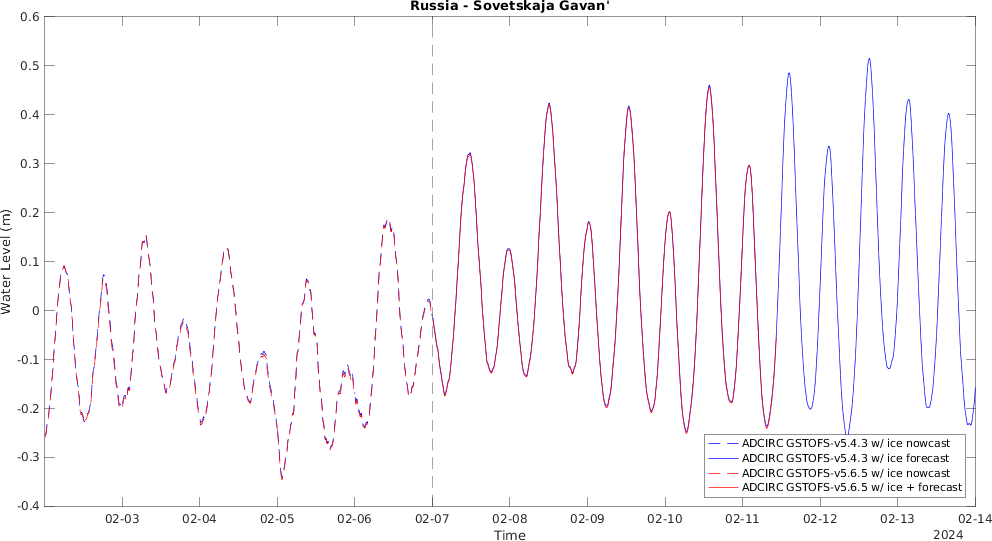 Russia - Sovetskaja Gavan'
Water Level (m)
0.6
0.5
0.4
0.3
0.2
0.1
0
-0.1
-0.2
-0.3
-0.4
ADCIRC GSTOFS-v5.4.3 w/ ice nowcast
ADCIRC GSTOFS-v5.4.3 w/ ice forecast
ADCIRC GSTOFS-v5.6.5 w/ ice nowcast
ADCIRC GSTOFS-v5.6.5 w/ ice + forecast
02-03 02-04 02-05 02-06 02-07 02-08 02-09 02-10 02-11 02-12 02-13 02-14
Time
2024